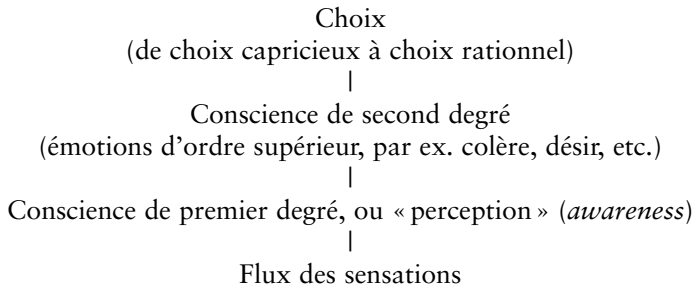 Choix
(de choix capricieux à choix rationnel)
|
Conscience de second degré
(émotions d’ordre supérieur, par ex. colère, désir, etc.)
|
Conscience de premier degré, ou « perception » (awareness)
|
Flux des sensations